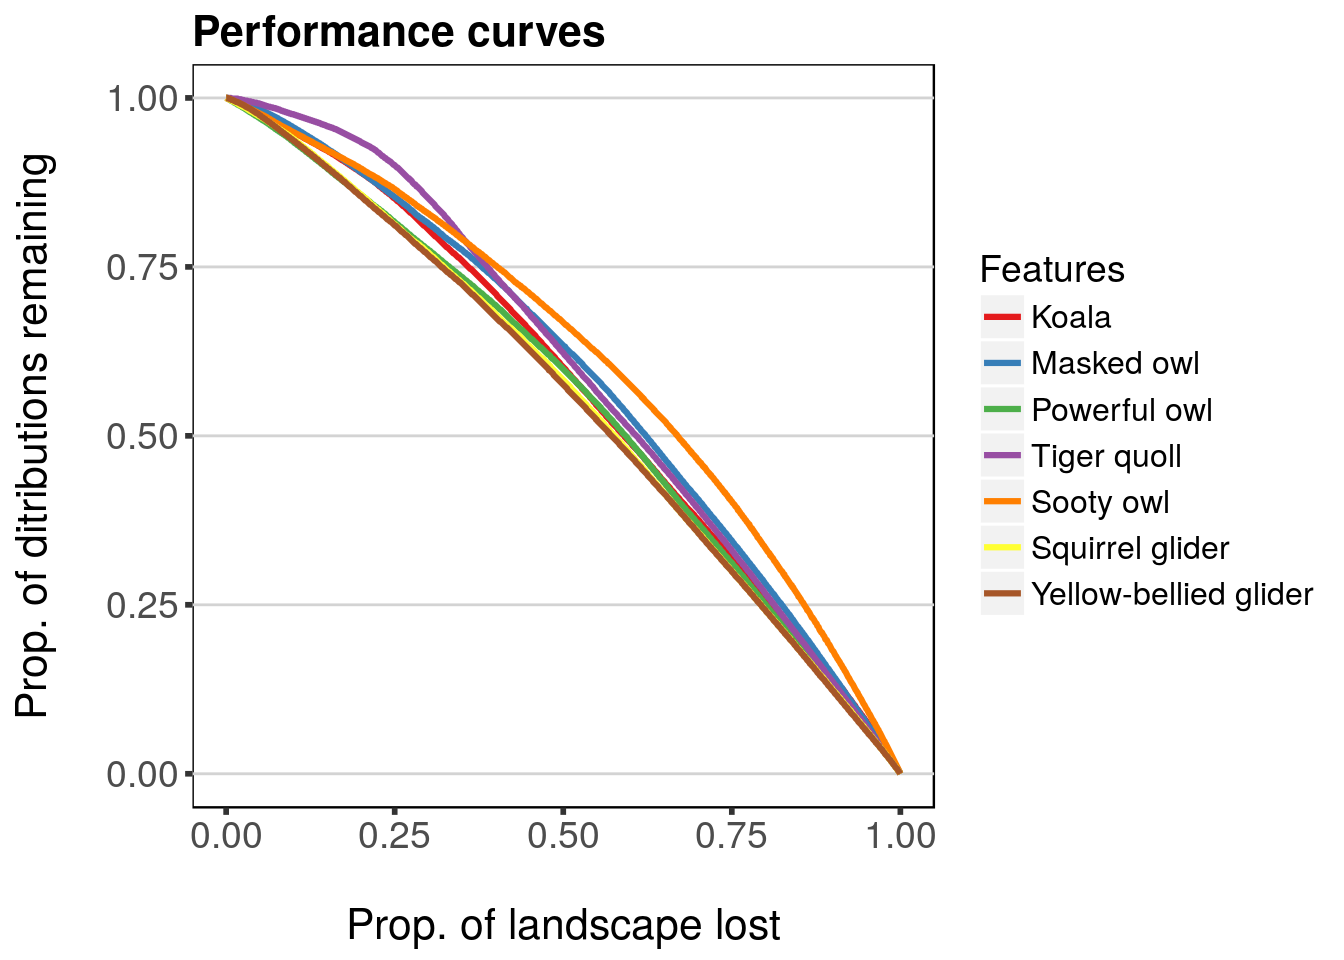 Performance curves
Prop. of ditributions remaining
1.00
0.75
0.50
0.25
0.00
0.00 0.25 0.50 0.75 1.00
Prop. of landscape lost
Features
Koala
Masked owl
Powerful owl
Tiger quoll
Sooty owl
Squirrel glider
Yellow-bellied glider